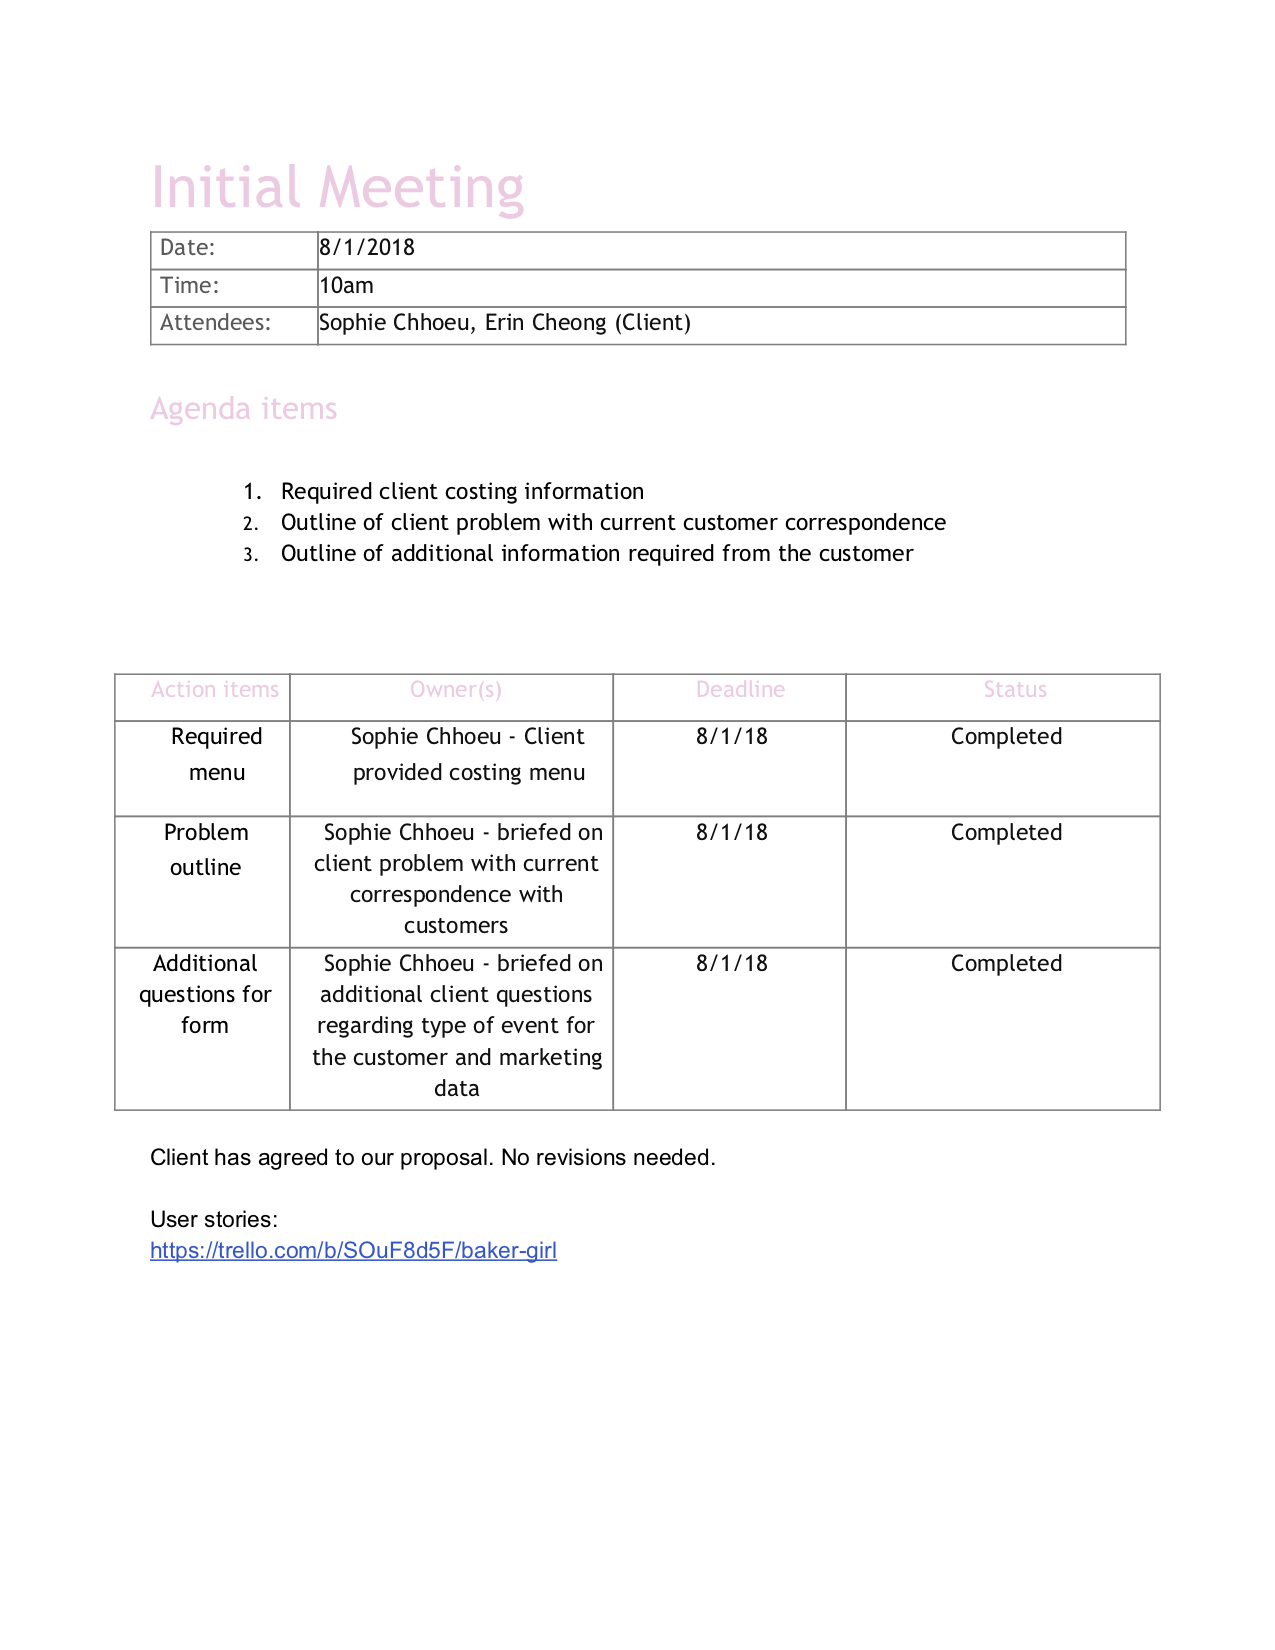 Initial Meeting
Date: 8/1/2018
Time: 10am
Attendees: Sophie Chhoeu, Erin Cheong (Client)
Agenda items
1. Required client costing information
2. Outline of client problem with current customer correspondence
3. Outline of additional information required from the customer
Action items Owner(s) Deadline Status
Required
menu
Sophie Chhoeu - Client
provided costing menu
8/1/18
Completed
Problem
outline
Sophie Chhoeu - briefed on
client problem with current
correspondence with
customers
8/1/18
Completed
Additional
questions for
form
Sophie Chhoeu - briefed on
additional client questions
regarding type of event for
the customer and marketing
data
8/1/18
Completed
Client has agreed to our proposal. No revisions needed.
User stories:
https://trello.com/b/SOuF8d5F/baker-girl